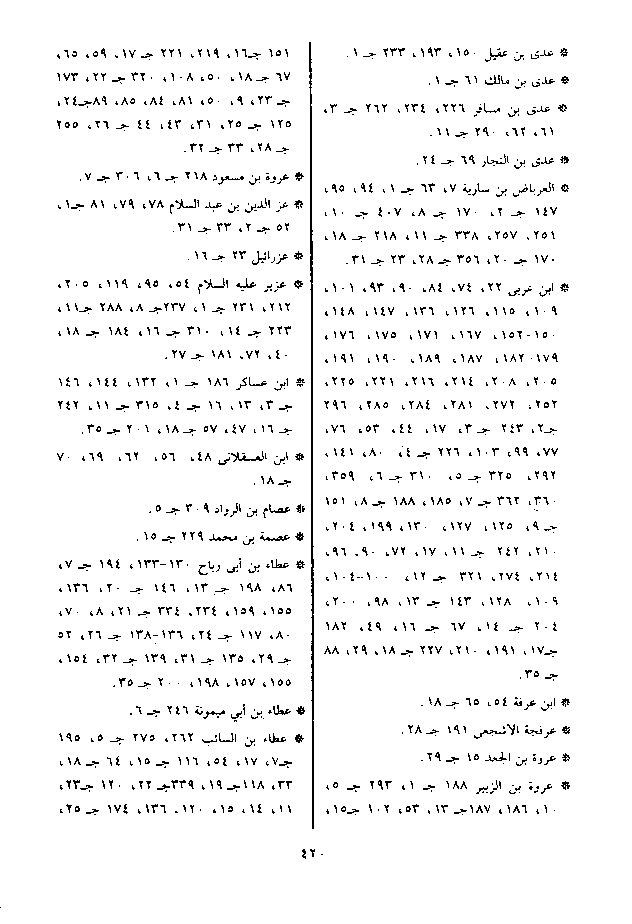 * عدى بن عقيل ١٥٠، ١٩٣، ٢٣٣ جـ ١.
* عدى بن مالك ٦١ جـ ١.
* عدى بن مسافر ٢٢٦، ٢٣٤، ٢٦٢ جـ ٣،
٦١، ٦٢، ٢٩٠ جـ ١١.
* عدى بن النجار ٦٩ جـ ٢٤.
* العرباض بن سارية ٧، ٦٣ جـ ١، ٩٤، ٩٥،
١٤٧ جـ ٢، ١٧٠ جـ ٨، ٤٠٧ جـ ١٠،
٢٥١، ٢٥٧، ٣٣٨ جـ ١١، ٢١٨ جـ ١٨،
١٧٠ جـ ٢٠، ٣٥٦ جـ ٢٨، ٢٣ جـ ٣١.
* ابن عربى ٢٢، ٧٤، ٨٤، ٩٠، ٩٣، ١٠١،
١٠٩، ١١٥، ١٢٦، ١٣٦، ١٤٧، ١٤٨،
١٥٠-١٥٢، ١٦٧، ١٧١، ١٧٥، ١٧٦،
١٧٩-١٨٢، ١٨٧، ١٨٩، ١٩٠، ١٩١،
٢٠٥، ٢٠٨، ٢١٤، ٢١٦، ٢٢١، ٢٢٥،
٢٥٢، ٢٧٢، ٢٨١، ٢٨٤، ٢٨٥، ٢٩٦
جـ٢، ٢٤٣ جـ ٣، ١٧، ٤٤، ٥٣، ٧٦،
٧٧، ٩٩، ١٠٣، ٢٢٦ جـ ٤، ٨٠، ١٤١،
٢٩٢، ٣٢٥ جـ ٥، ٣١٠ جـ ٦، ٣٥٩،
٣٦٠، ٣٦٢ جـ ٧، ١٨٥، ١٨٨ جـ ٨، ١٥١
جـ ٩، ١٢٥، ١٢٧، ١٣٠، ١٩٩، ٢٠٤،
٢١٠، ٢٤٢ جـ ١١، ١٧، ٧٢، ٩٠، ٩٦،
٢١٤، ٢٧٤، ٣٢١ جـ ١٢، ١٠٠-١٠٤،
١٠٩، ١٢٨، ١٤٣ جـ ١٣، ٩٨، ٢٠٠،
٢٠٤ جـ ١٤، ٦٧ جـ ١٦، ٤٩، ١٨٢
جـ١٧، ١٩١، ٢١٠، ٢٢٧ جـ ١٨، ٢٩، ٨٨
جـ ٣٥.
* ابن عرفة ٥٤، ٦٥ جـ ١٨.
* عرفجة الأشجعى ١٩١ جـ ٢٨.
* عروة بن الجعد ١٥ جـ ٢٩.
* عروة بن الزبير ١٨٨ جـ ١، ٢٩٣ جـ ٥،
١٠، ١٨٦، ١٨٧جـ ١٣، ٥٣، ١٠٢ جـ١٥،
١٥١ جـ١٦، ٢١٩، ٢٢١ جـ ١٧، ٥٩، ٦٥،
٦٧ جـ ١٨، ٥٠، ١٠٨، ٣٢٠ جـ ٢٢، ١٧٣
جـ ٢٣، ٩، ٥٠، ٨١، ٨٤، ٨٥، ٨٩جـ٢٤،
١٢٥ جـ ٢٥، ٣١، ٤٣، ٤٤ جـ ٢٦، ٢٥٥
جـ ٢٨، ٣٣ جـ ٣٢.
* عروة بن مسعود ٢١٨ جـ ٦، ٣٠٦ جـ ٧.
* عز الدين بن عبد السلام ٧٨، ٧٩، ٨١ جـ١،
٥٢ جـ ٢، ٣٣ جـ ٣١.
* عزرائيل ٢٣ جـ ١٦.
* عزير عليه السلام ٥٤، ٩٥، ١١٩، ٢٠٥،
٢١٢، ٢٣١ جـ ١، ٢٣٧جـ ٨، ٢٨٨ جـ١١،
٢٢٣ جـ ١٤، ٣١٠ جـ ١٦، ١٨٤ جـ ١٨،
٤٠، ٧٢، ١٨١ جـ ٢٧.
* ابن عساكر ١٨٦ جـ ١، ١٣٢، ١٤٤، ١٤٦
جـ ٣، ١٣، ١٦ جـ ٤، ٣١٥ جـ ١١، ٢٤٢
جـ ١٦، ٤٧، ٥٧ جـ ١٨، ٢٠١ جـ ٣٥.
* ابن العسقلانى ٤٨، ٥٦، ٦٢، ٦٩، ٧٠
جـ ١٨.
* عصام بن الرواد ٣٠٩ جـ ٥.
* عصمة بن محمد ٢٢٩ جـ ١٥.
* عطاء بن أبى رباح ١٣٠-١٣٣، ١٩٤ جـ ٧،
٨٦، ١٩٨ جـ ١٣، ١٤٦ جـ ٢٠، ١٣٦،
١٥٥، ١٥٩، ٢٣٤، ٣٣٤ جـ ٢١، ٨، ٧٠،
٨٠، ١١٧ جـ ٢٤، ١٣٦-١٣٨ جـ ٢٦، ٥٢
جـ ٢٩، ١٣٥ جـ ٣١، ١٣٩ جـ ٣٢، ١٥٤،
١٥٥، ١٥٧، ١٩٨، ٢٠٠ جـ ٣٥.
* عطاء بن أبي ميمونة ٢٤٦ جـ ٦.
* عطاء بن السائب ٢٦٢، ٢٧٥ جـ ٥، ١٩٥
جـ٧، ١٧، ٥٤، ١١٦ جـ ١٥، ٦٤ جـ ١٨،
٣٣، ١١٨جـ ١٩، ٣٣٩جـ ٢٢، ١٢٠ جـ٢٣،
١١، ١٤، ١٥، ١٢٠، ١٣٦، ١٧٤ جـ ٢٥،
٤٢٠